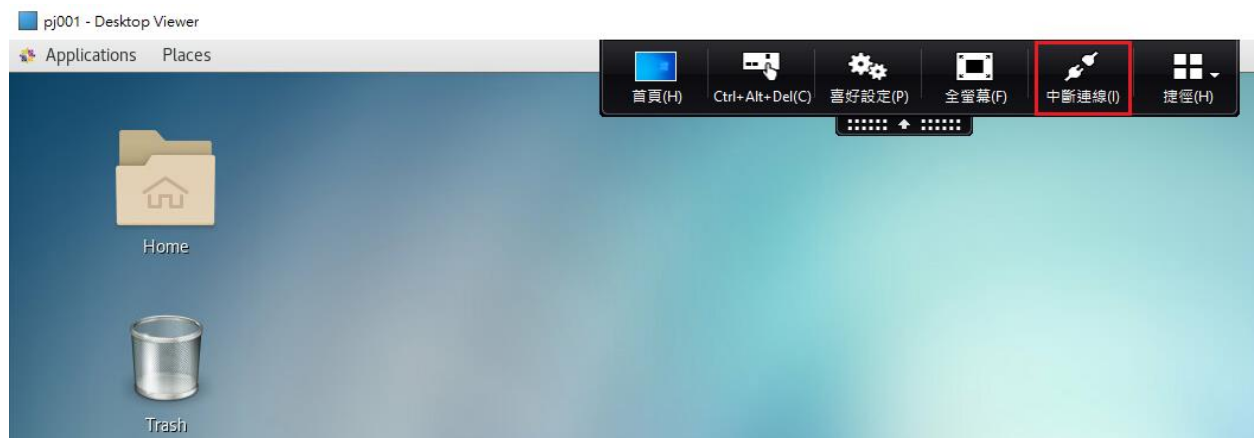 pj001 - Desktop Viewer
Applications Places
首頁(H) Ctrl+Alt+Del(C) 喜好設定(P) 全螢幕(F) 中斷連線(I) 捷徑(H)
Home
Trash